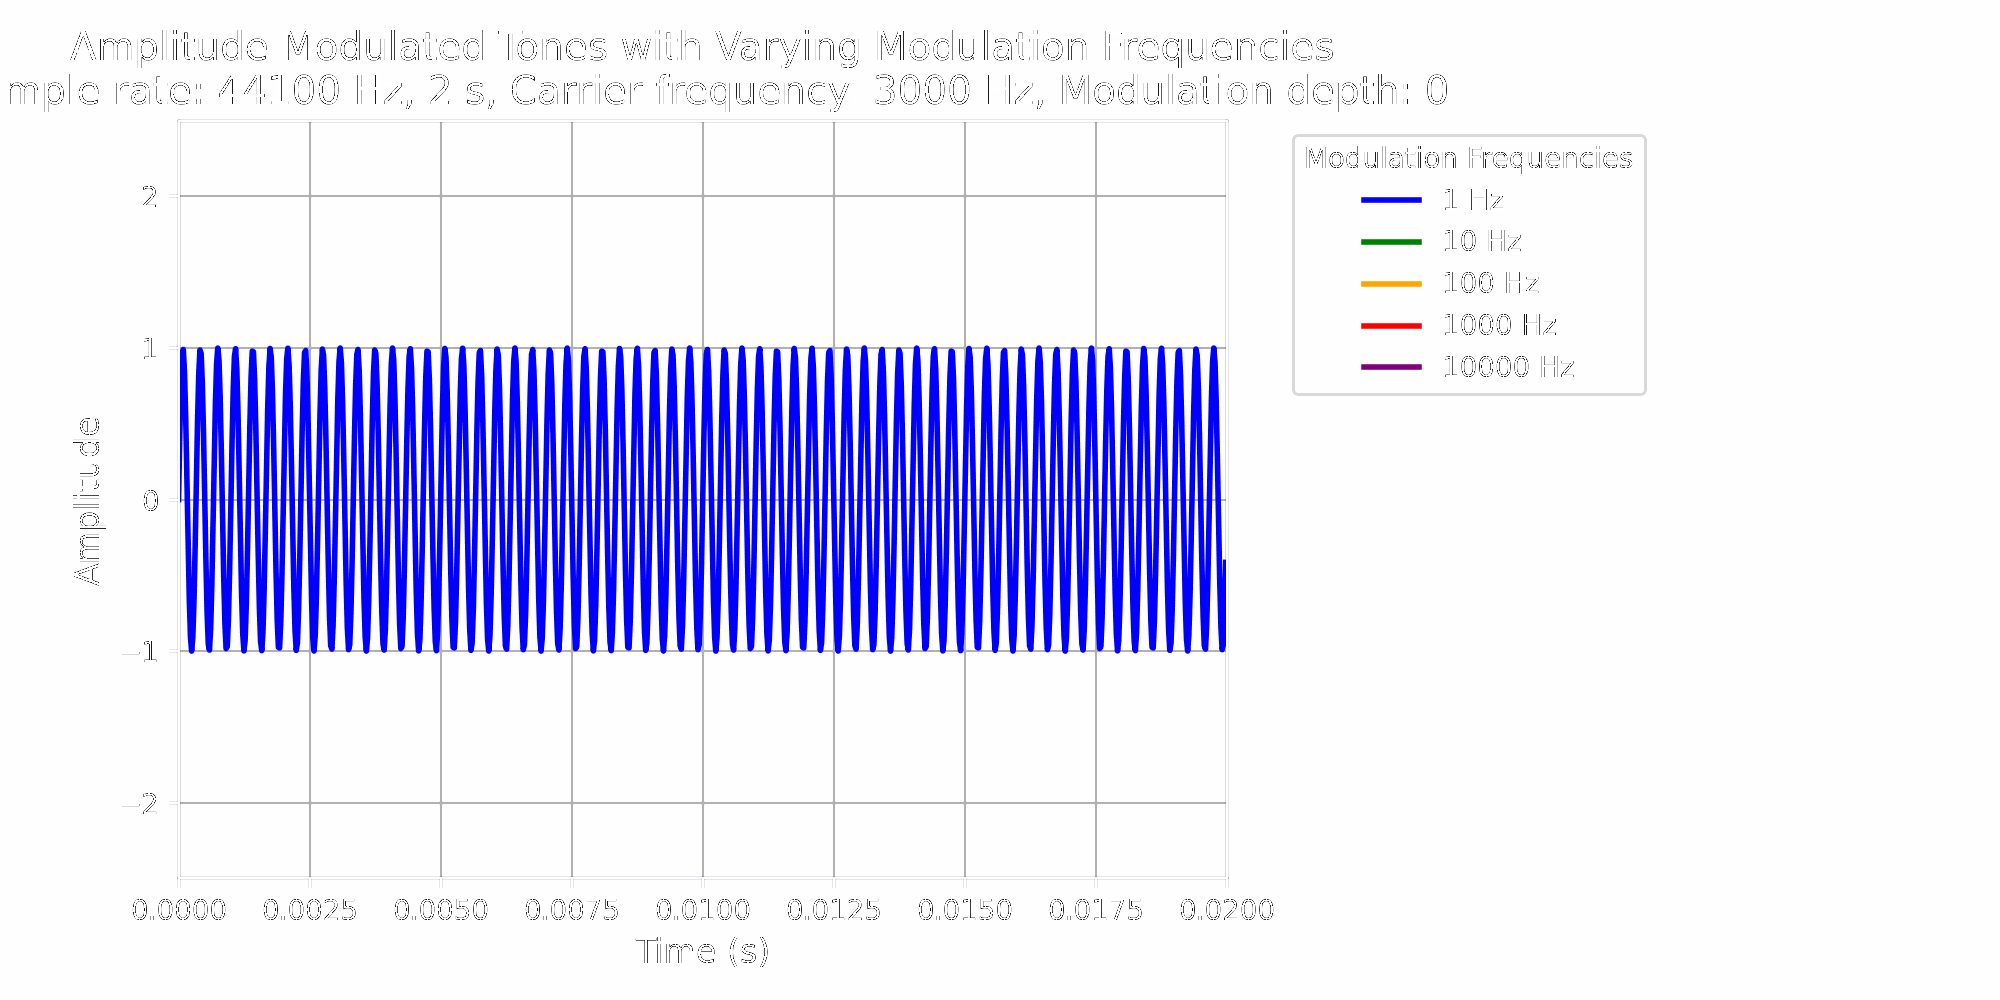 Amplitude Modulated Tones with Varying Modulation Frequencies
mple rate: 44100 Hz, 2 s, Carrier frequency 3000 Hz, Modulation depth: 0
Modulation Frequencies
1 Hz
10 Hz
100 Hz
1000 Hz
10000 Hz
Amplitude
2
1
0
−1
−2
0.0000 0.0025 0.0050 0.0075 0.0100 0.0125 0.0150 0.0175 0.0200
Time (s)